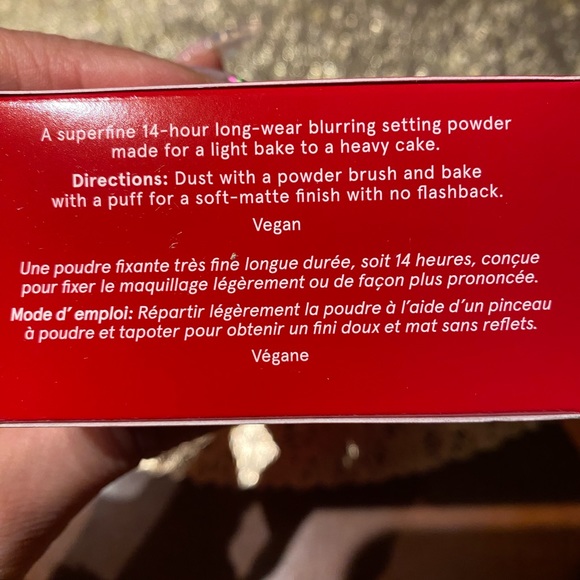 A superfine 14-hour long-wear blurring setting powder
made for a light bake to a heavy cake.
Directions: Dust with a powder brush and bake
with a puff for a soft-matte finish with no flashback.
Vegan
Une poudre fixante très fine longue durée, soit 14 heures, conçue
pour fixer le maquillage légèrement ou de façon plus prononcée.
Mode d'emploi: Répartir légèrement la poudre à l'aide d'un pinceau
à poudre et tapoter pour obtenir un fini doux et mat sans reflets.
Végane